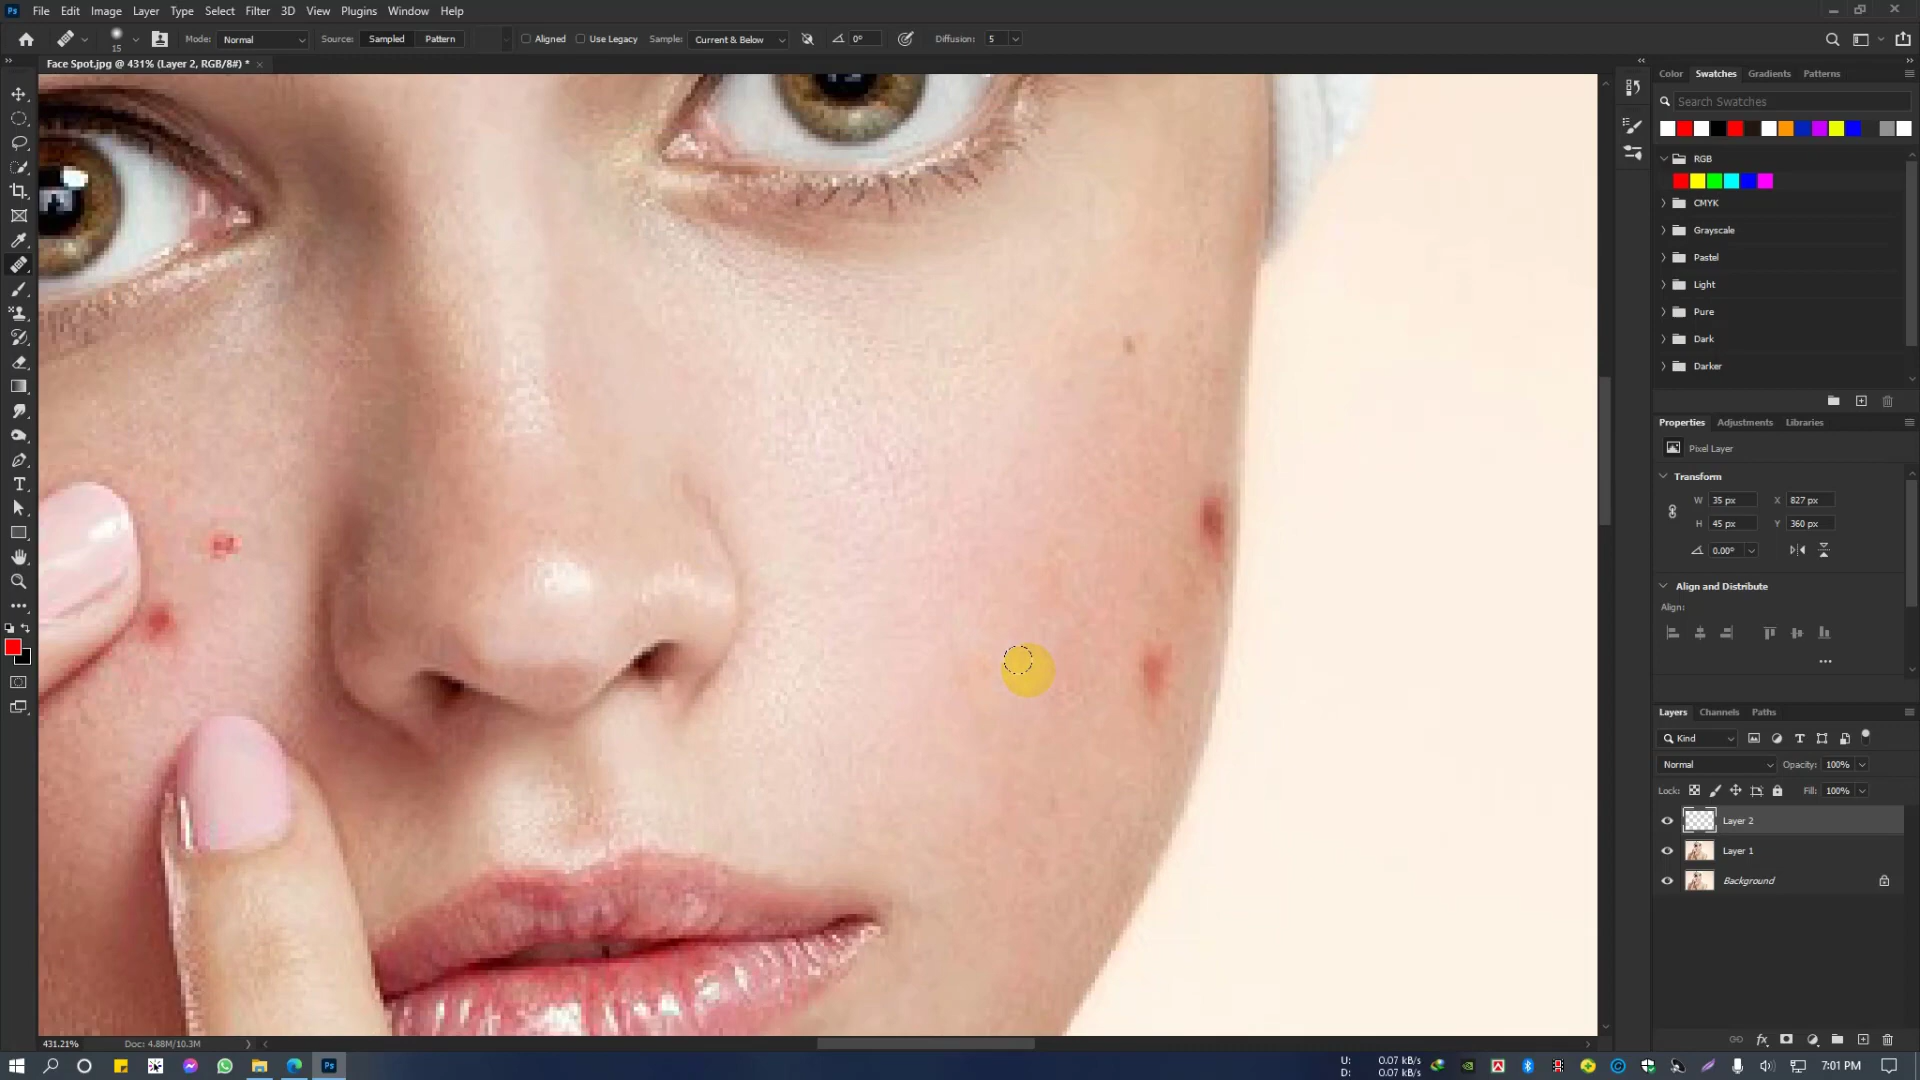 Ps File Edit Image Layer Type Select Filter 3D View Plugins Window Help
15 Mode: Normal Source: Sampled Pattern Aligned Use Legacy Sample: Current & Below 0° Diffusion: 5
Face Spot.jpg @ 431% (Layer 2, RGB/8#) * ×
Color Swatches Gradients Patterns
Search Swatches
RGB
CMYK
Grayscale
Pastel
Light
Pure
Dark
Darker
Properties Adjustments Libraries
Pixel Layer
Transform
W 35 px X 827 px
H 45 px Y 360 px
0.00°
Align and Distribute
Align:
Layers Channels Paths
Kind
Normal Opacity: 100%
Lock: Fill: 100%
Layer 2
Layer 1
Background
431.21% Doc: 4.88M/10.3M
Ps
U: 0.07 kB/s
D: 0.07 kB/s
7:01 PM